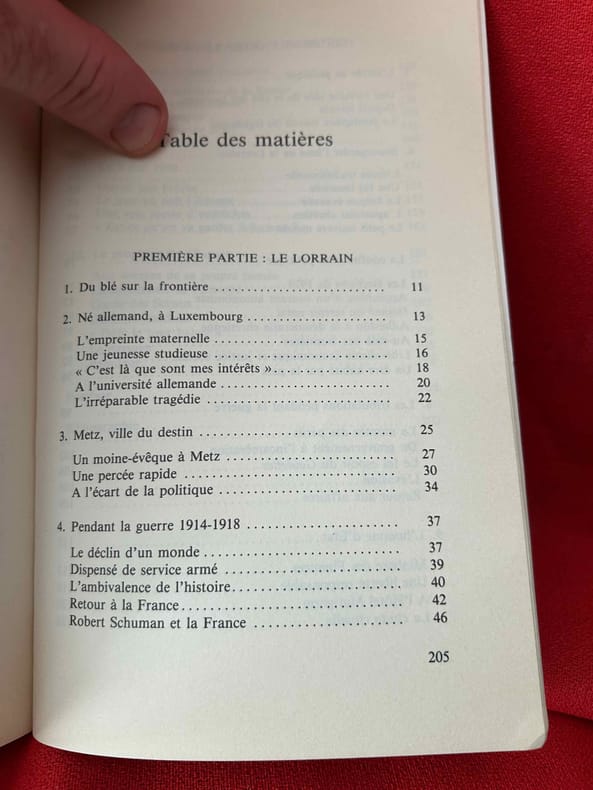 Table des matières
PREMIÈRE PARTIE : LE LORRAIN
1. Du blé sur la frontière ........................... 11
2. Né allemand, à Luxembourg ..................... 13
L'empreinte maternelle ........................... 15
Une jeunesse studieuse ........................... 16
« C'est là que sont mes intérêts » ................. 18
A l'université allemande ........................... 20
L'irréparable tragédie ........................... 22
3. Metz, ville du destin ........................... 25
Un moine-évêque à Metz ........................... 27
Une percée rapide ........................... 30
A l'écart de la politique ........................... 34
4. Pendant la guerre 1914-1918 ..................... 37
Le déclin d'un monde ........................... 37
Dispensé de service armé ........................... 39
L'ambivalence de l'histoire ........................... 40
Retour à la France ........................... 42
Robert Schuman et la France ..................... 46
205